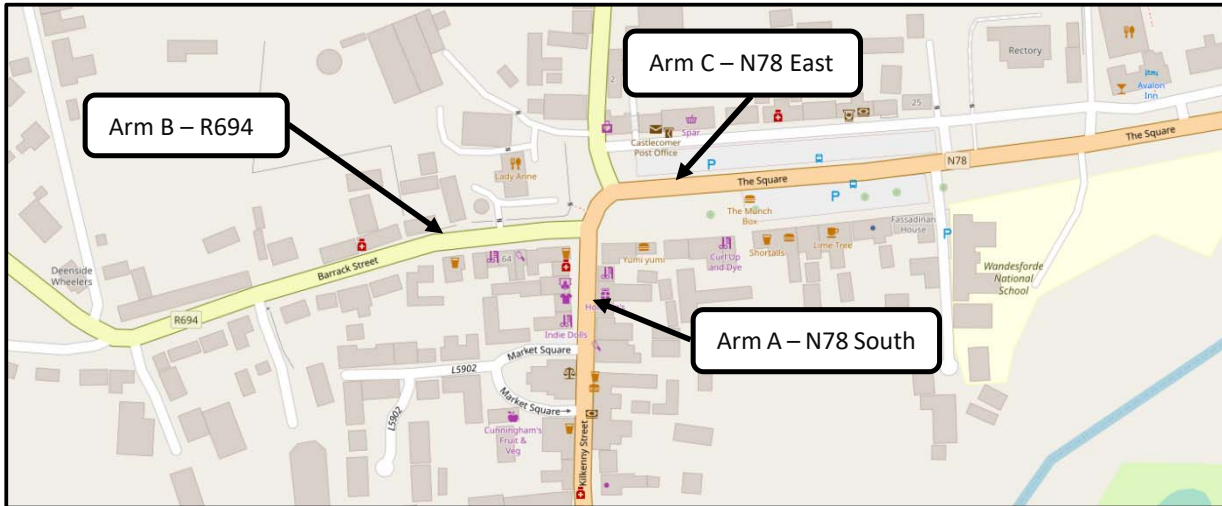 Arm C – N78 East
Arm B – R694
Arm A – N78 South
Rectory
Avalon
Inn
2
25
Spar
Castlecomer
Post Office
P
The Square
N78
The Square
P
Lady Anne
The Munch
Box
Fassadinan
House
P
Barrack Street
64
Yumi yumi
Curl Up
and Dye
Shortalls
Lime Tree
Wandesforde
National
School
Deenside
Wheelers
R694
Indie Dolls
Market Square
L5902
Market Square
L5902
Cunningham's
Fruit &
Veg
Kilkenny Street